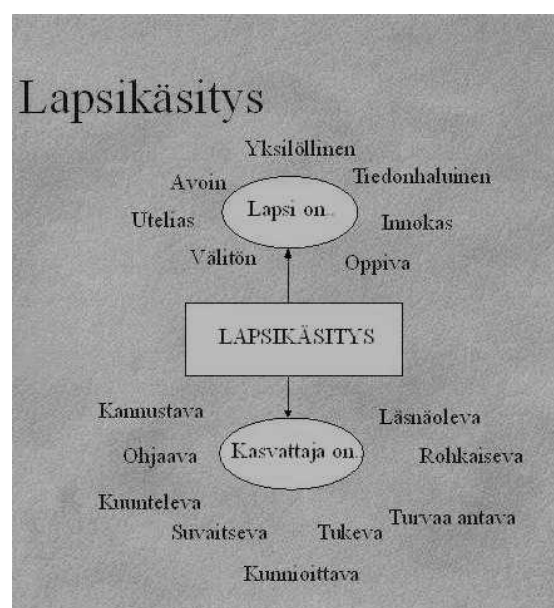 Lapsikäsitys
Yksilöllinen
Avoin
Tiedonhaluinen
Lapsi on..
Utelias
Innokas
Välitön
Oppiva
LAPSIKÄSITYS
Kannustava
Läsnäoleva
Ohjaava
Kasvattaja on..
Rohkaiseva
Kuunteleva
Turvaa antava
Suvaitseva
Tukeva
Kunnioittava